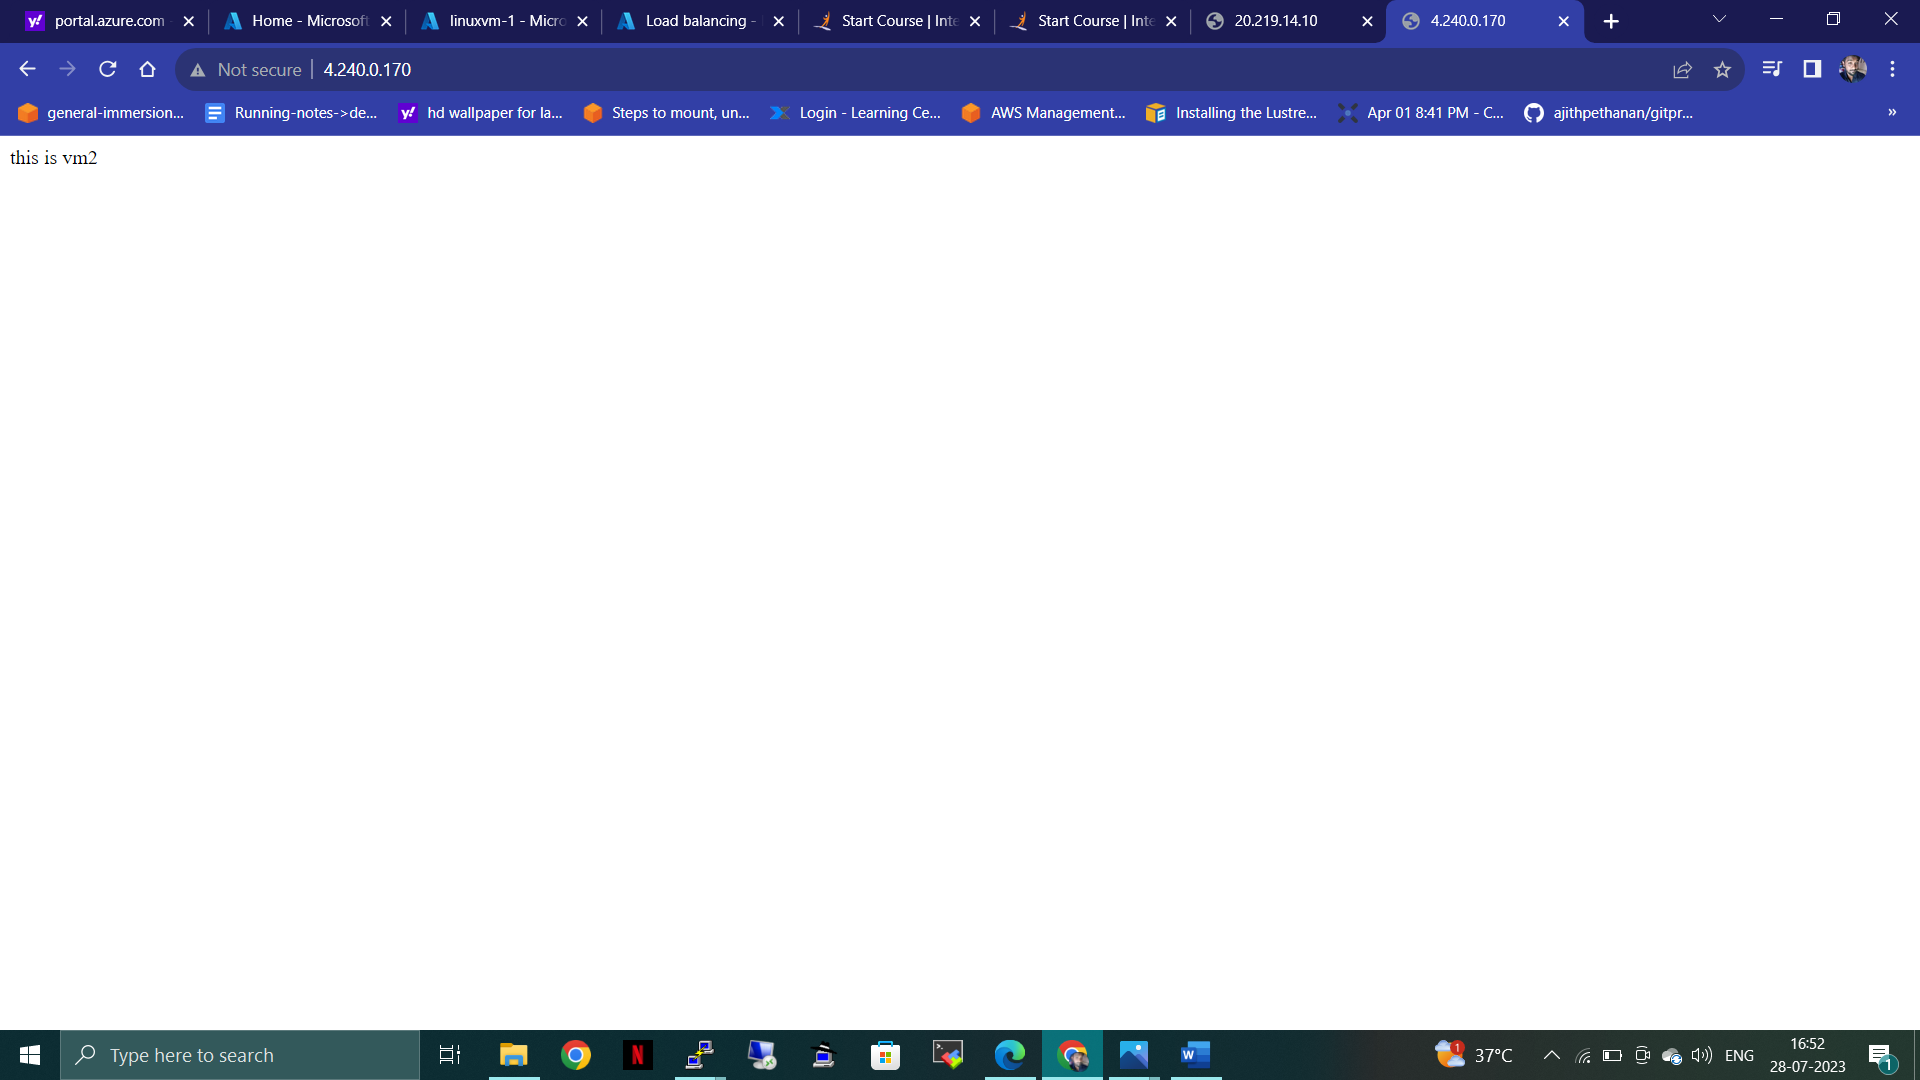 portal.azure.com
Home - Microsoft
linuxvm-1 - Micro
Load balancing -
Start Course | Inte
Start Course | Inte
20.219.14.10
4.240.0.170
Not secure
4.240.0.170
general-immersion...
Running-notes->de...
hd wallpaper for la...
Steps to mount, un...
Login - Learning Ce...
AWS Management...
Installing the Lustre...
Apr 01 8:41 PM - C...
ajithpethanan/gitpr...
»
this is vm2
Type here to search
1
37°C
ENG
16:52
28-07-2023
1